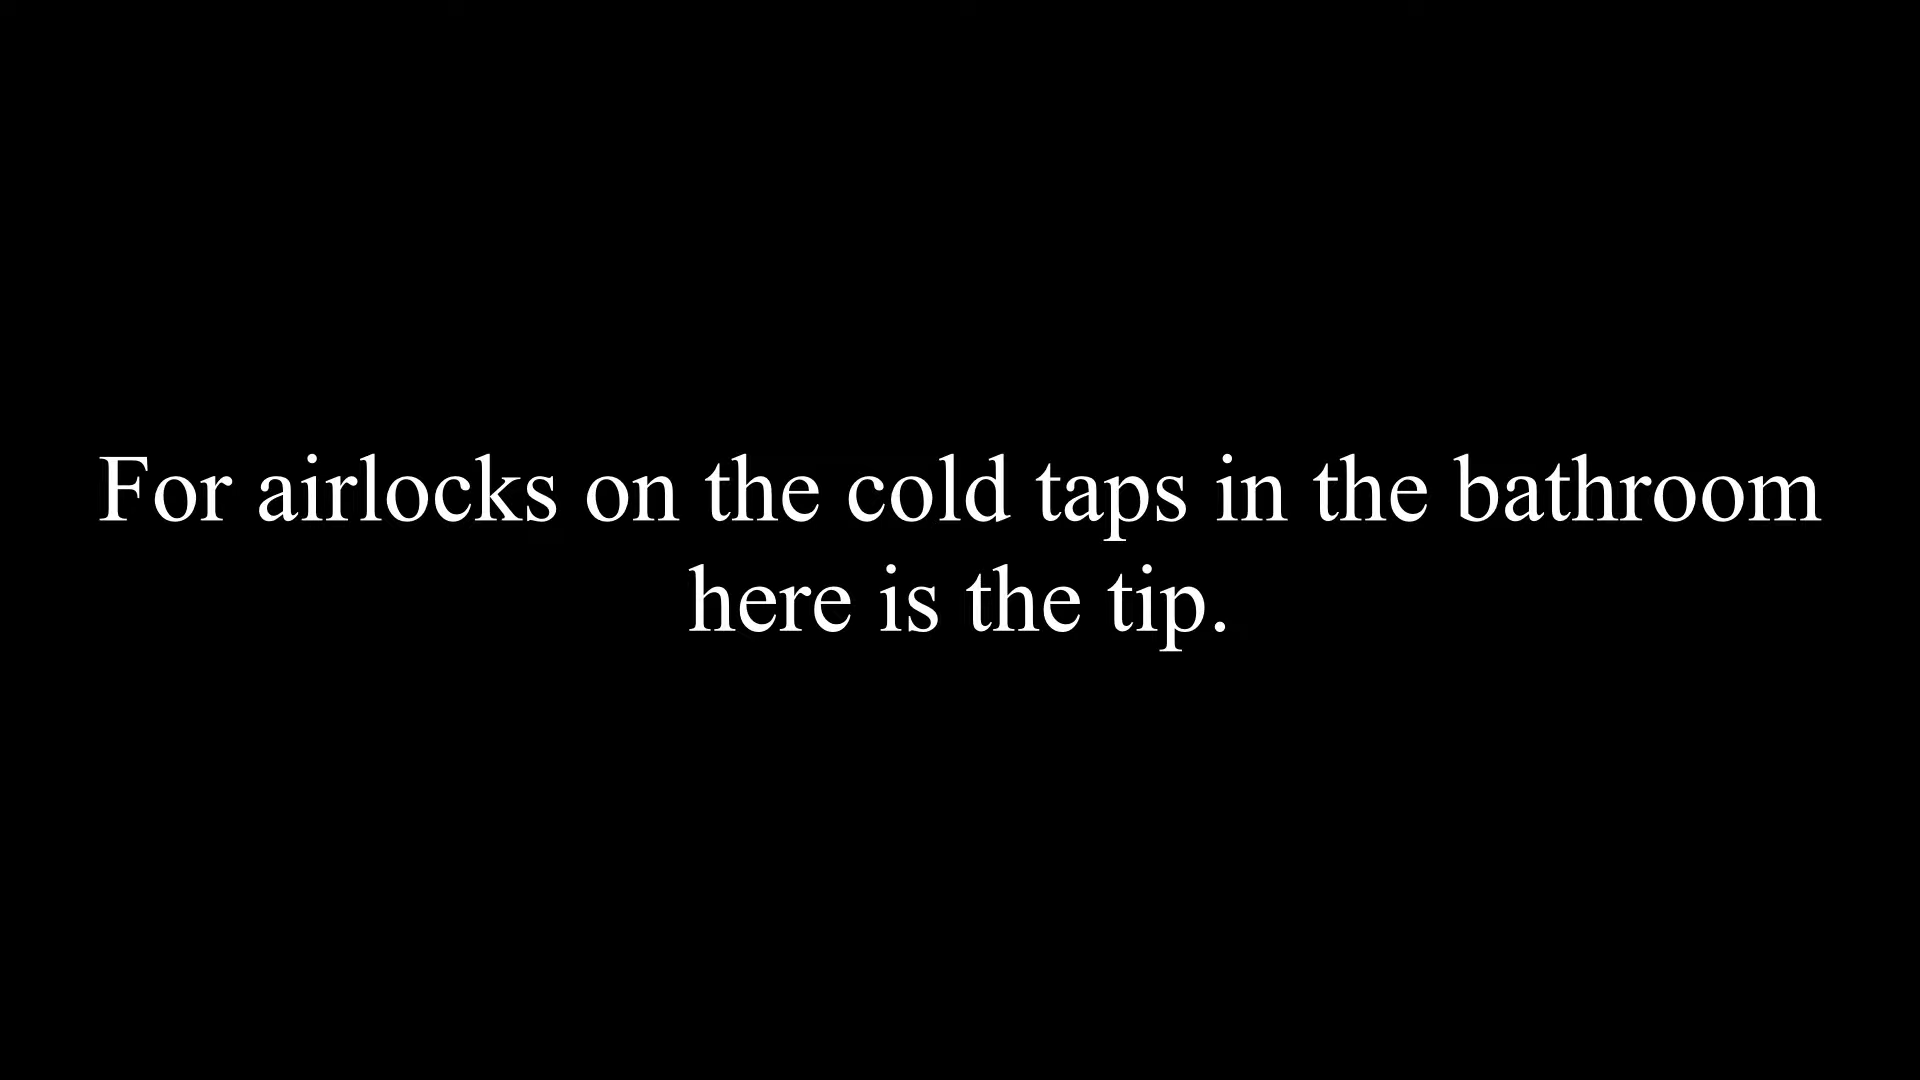 For airlocks on the cold taps in the bathroom
here is the tip.